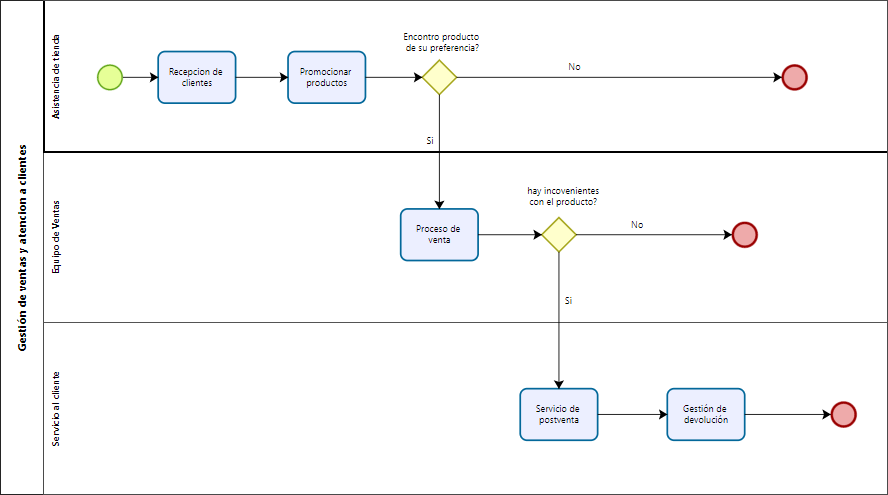 Gestión de ventas y atencion a clientes
Asistencia de tienda
Recepcion de
clientes
Promocionar
productos
Encontro producto
de su preferencia?
No
Si
Equipo de Ventas
Proceso de
venta
hay incovenientes
con el producto?
No
Si
Servicio al cliente
Servicio de
postventa
Gestión de
devolución